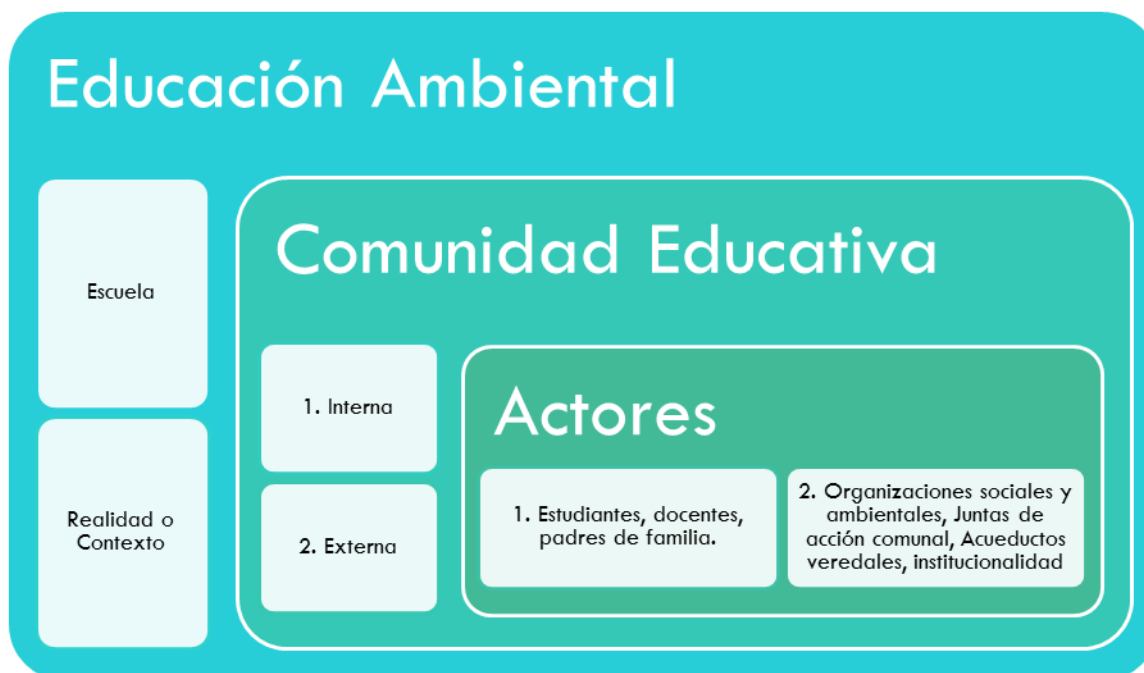 Educación Ambiental
Escuela
Realidad o
Contexto
Comunidad Educativa
1. Interna
2. Externa
Actores
1. Estudiantes, docentes,
padres de familia.
2. Organizaciones sociales y
ambientales, Juntas de
acción comunal, Acueductos
veredales, institucionalidad